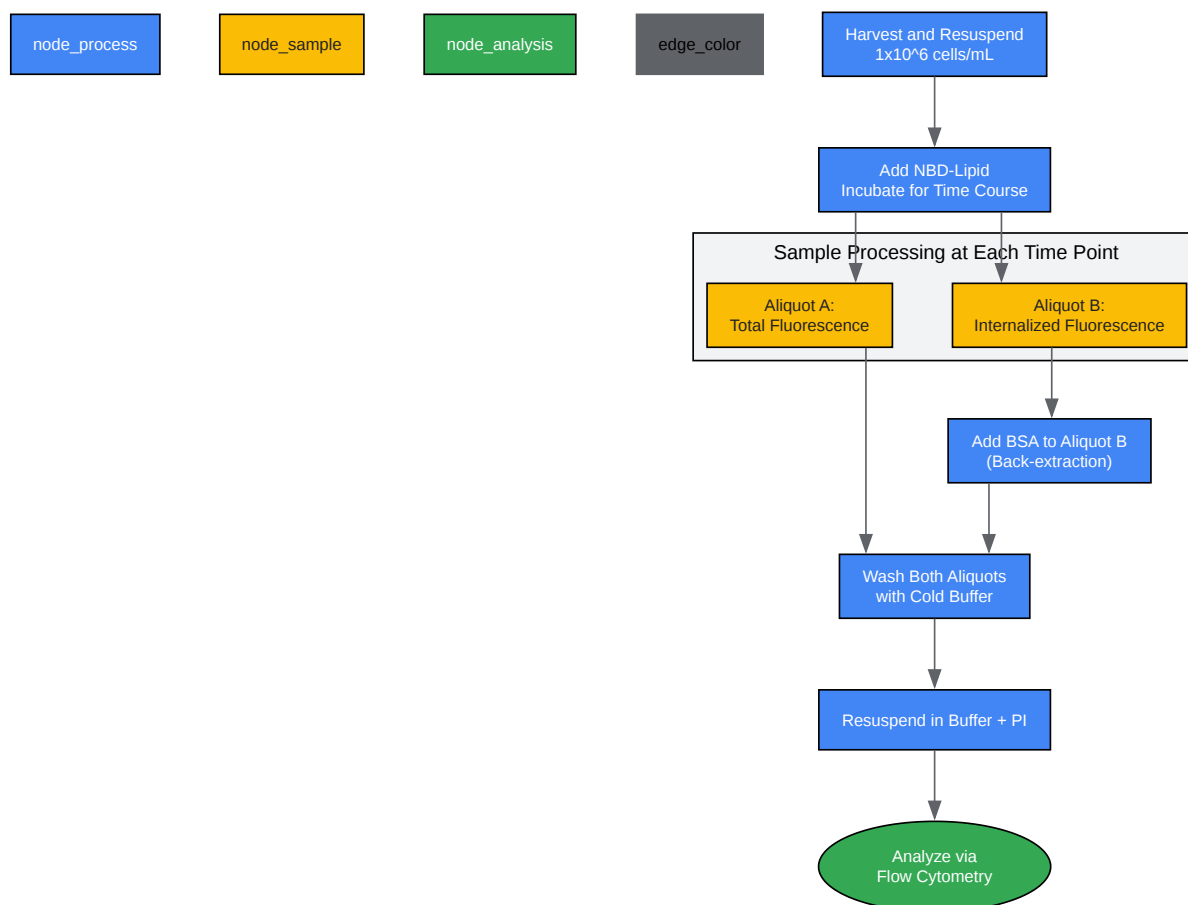 node_process
node_sample
node_analysis
edge_color
Harvest and Resuspend
1x10^6 cells/mL
Add NBD-Lipid
Incubate for Time Course
Sample Processing at Each Time Point
Aliquot A:
Total Fluorescence
Aliquot B:
Internalized Fluorescence
Add BSA to Aliquot B
(Back-extraction)
Wash Both Aliquots
with Cold Buffer
Resuspend in Buffer + PI
Analyze via
Flow Cytometry